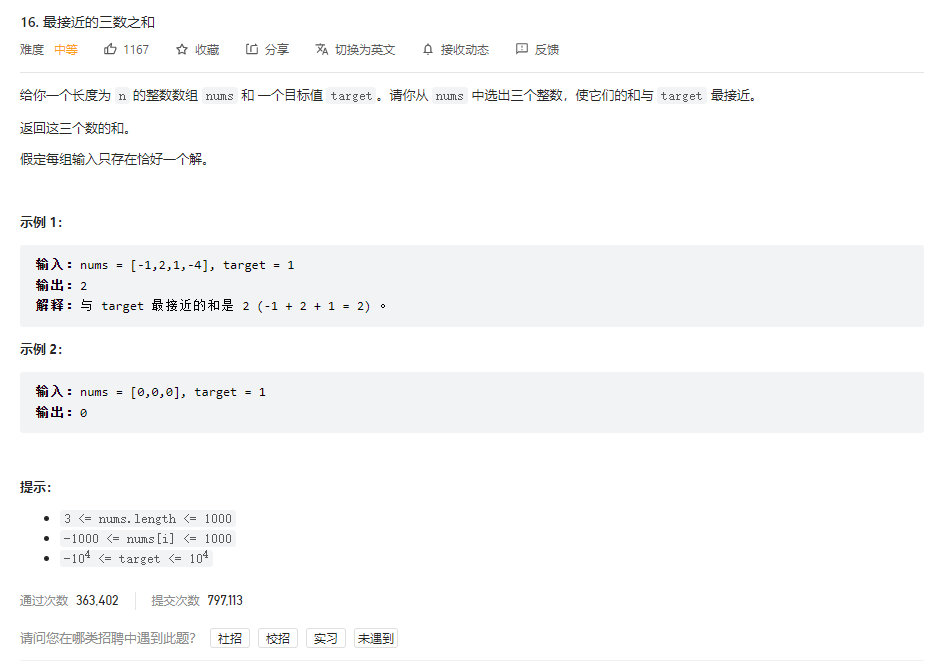 16. 最接近的三数之和
难度 中等 1167 收藏 分享 切换为英文 接收动态 反馈
给你一个长度为 n 的整数数组 nums 和 一个目标值 target。请你从 nums 中选出三个整数，使它们的和与 target 最接近。
返回这三个数的和。
假定每组输入只存在恰好一个解。
示例 1：
输入：nums = [-1,2,1,-4], target = 1
输出：2
解释：与 target 最接近的和是 2 (-1 + 2 + 1 = 2) 。
示例 2：
输入：nums = [0,0,0], target = 1
输出：0
提示：
3 <= nums.length <= 1000
-1000 <= nums[i] <= 1000
-10⁴ <= target <= 10⁴
通过次数 363,402 提交次数 797,113
请问您在哪类招聘中遇到此题？ 社招 校招 实习 未遇到